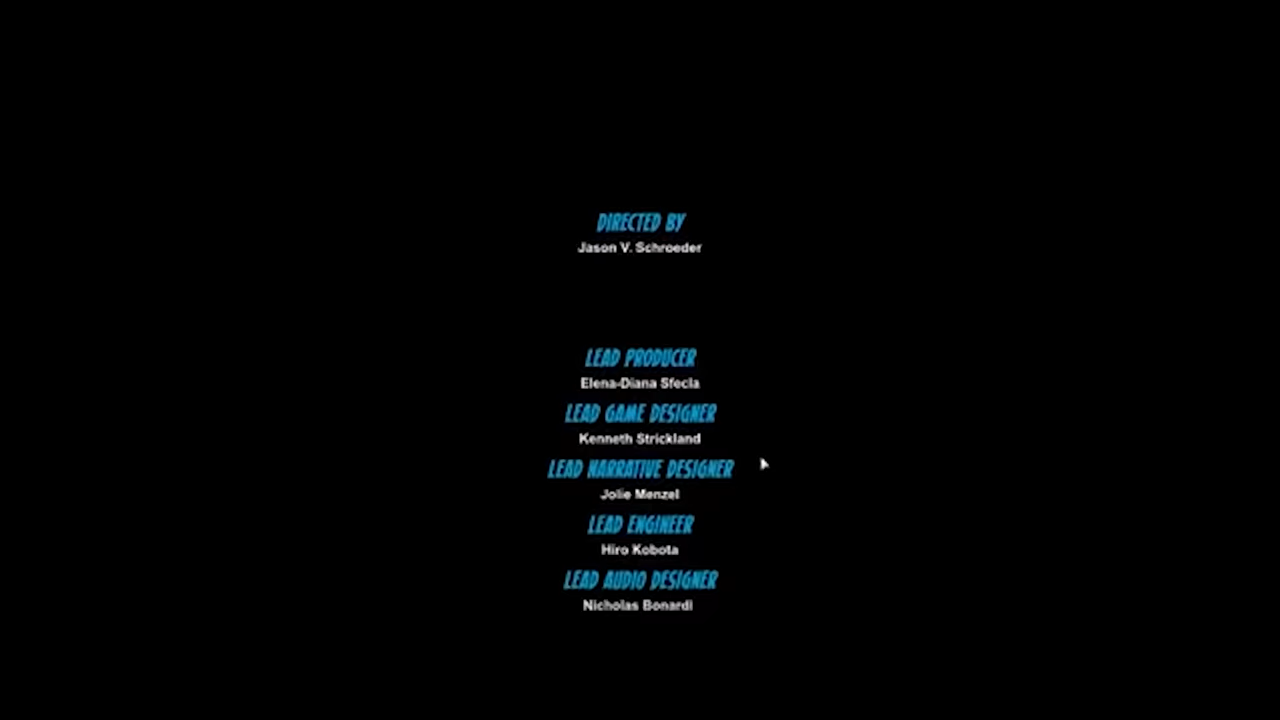 DIRECTED BY
Jason V. Schroeder
LEAD PRODUCER
Elena-Diana Sfecla
LEAD GAME DESIGNER
Kenneth Strickland
LEAD NARRATIVE DESIGNER
Jolie Menzel
LEAD ENGINEER
Hiro Kobota
LEAD AUDIO DESIGNER
Nicholas Bonardi